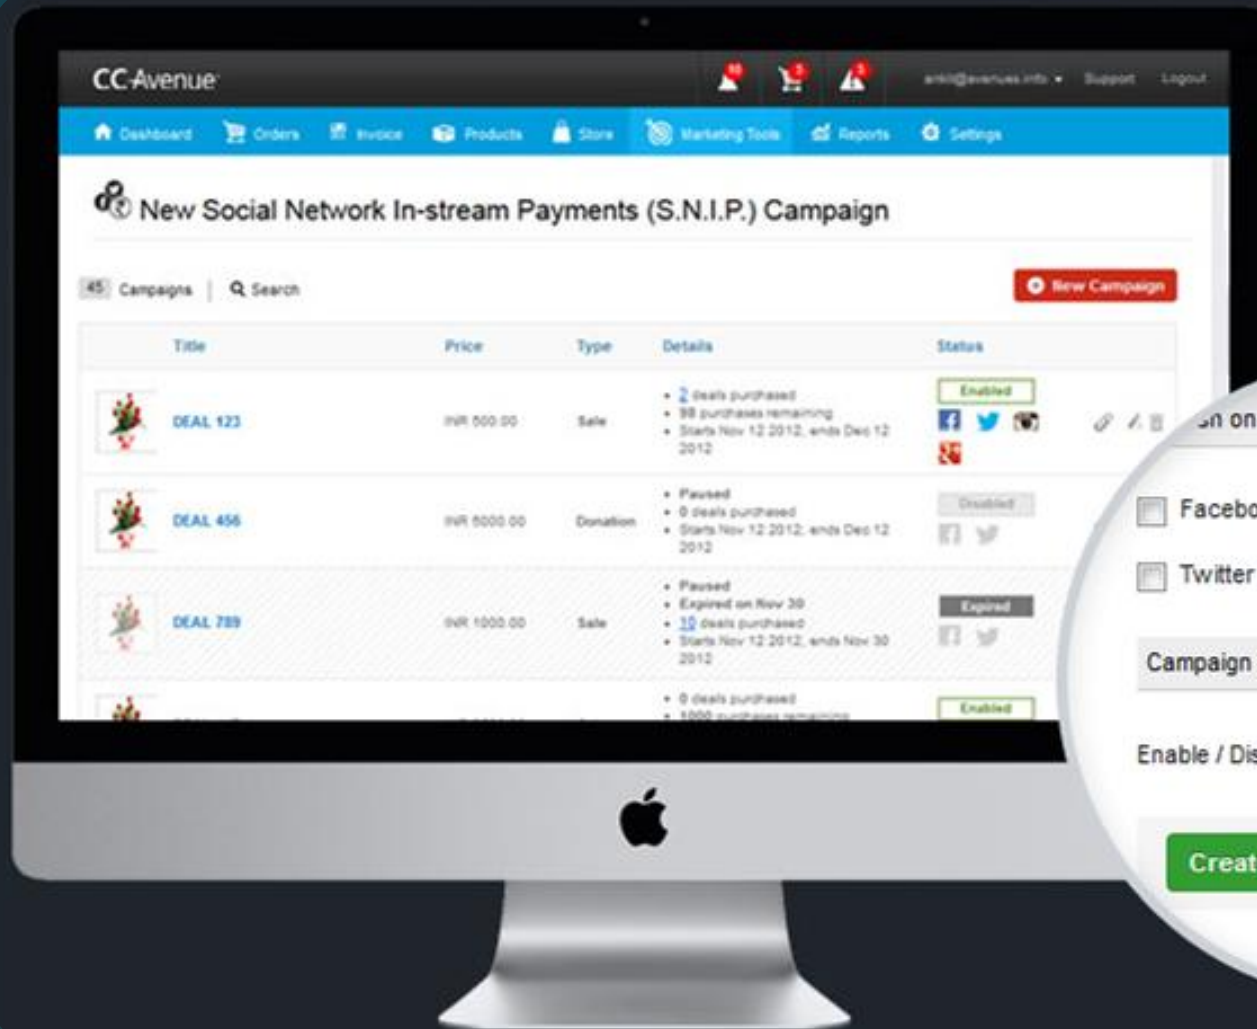 CCAvenue
ankit@avenues.info Support Logout
Dashboard Orders Invoice Products Store Marketing Tools Reports Settings
New Social Network In-stream Payments (S.N.I.P.) Campaign
45 Campaigns | Search
New Campaign
Title Price Type Details Status
DEAL 123 INR 500.00 Sale
2 deals purchased
98 purchases remaining
Starts Nov 12 2012, ends Dec 12
2012
Enabled
DEAL 456 INR 5000.00 Donation
Paused
0 deals purchased
Starts Nov 12 2012, ends Dec 12
2012
Disabled
DEAL 789 INR 1000.00 Sale
Paused
Expired on Nov 30
10 deals purchased
Starts Nov 12 2012, ends Nov 30
2012
Expired
0 deals purchased
1000 purchases remaining
Enabled
on
Facebo
Twitter
Campaign
Enable / Dis
Creat